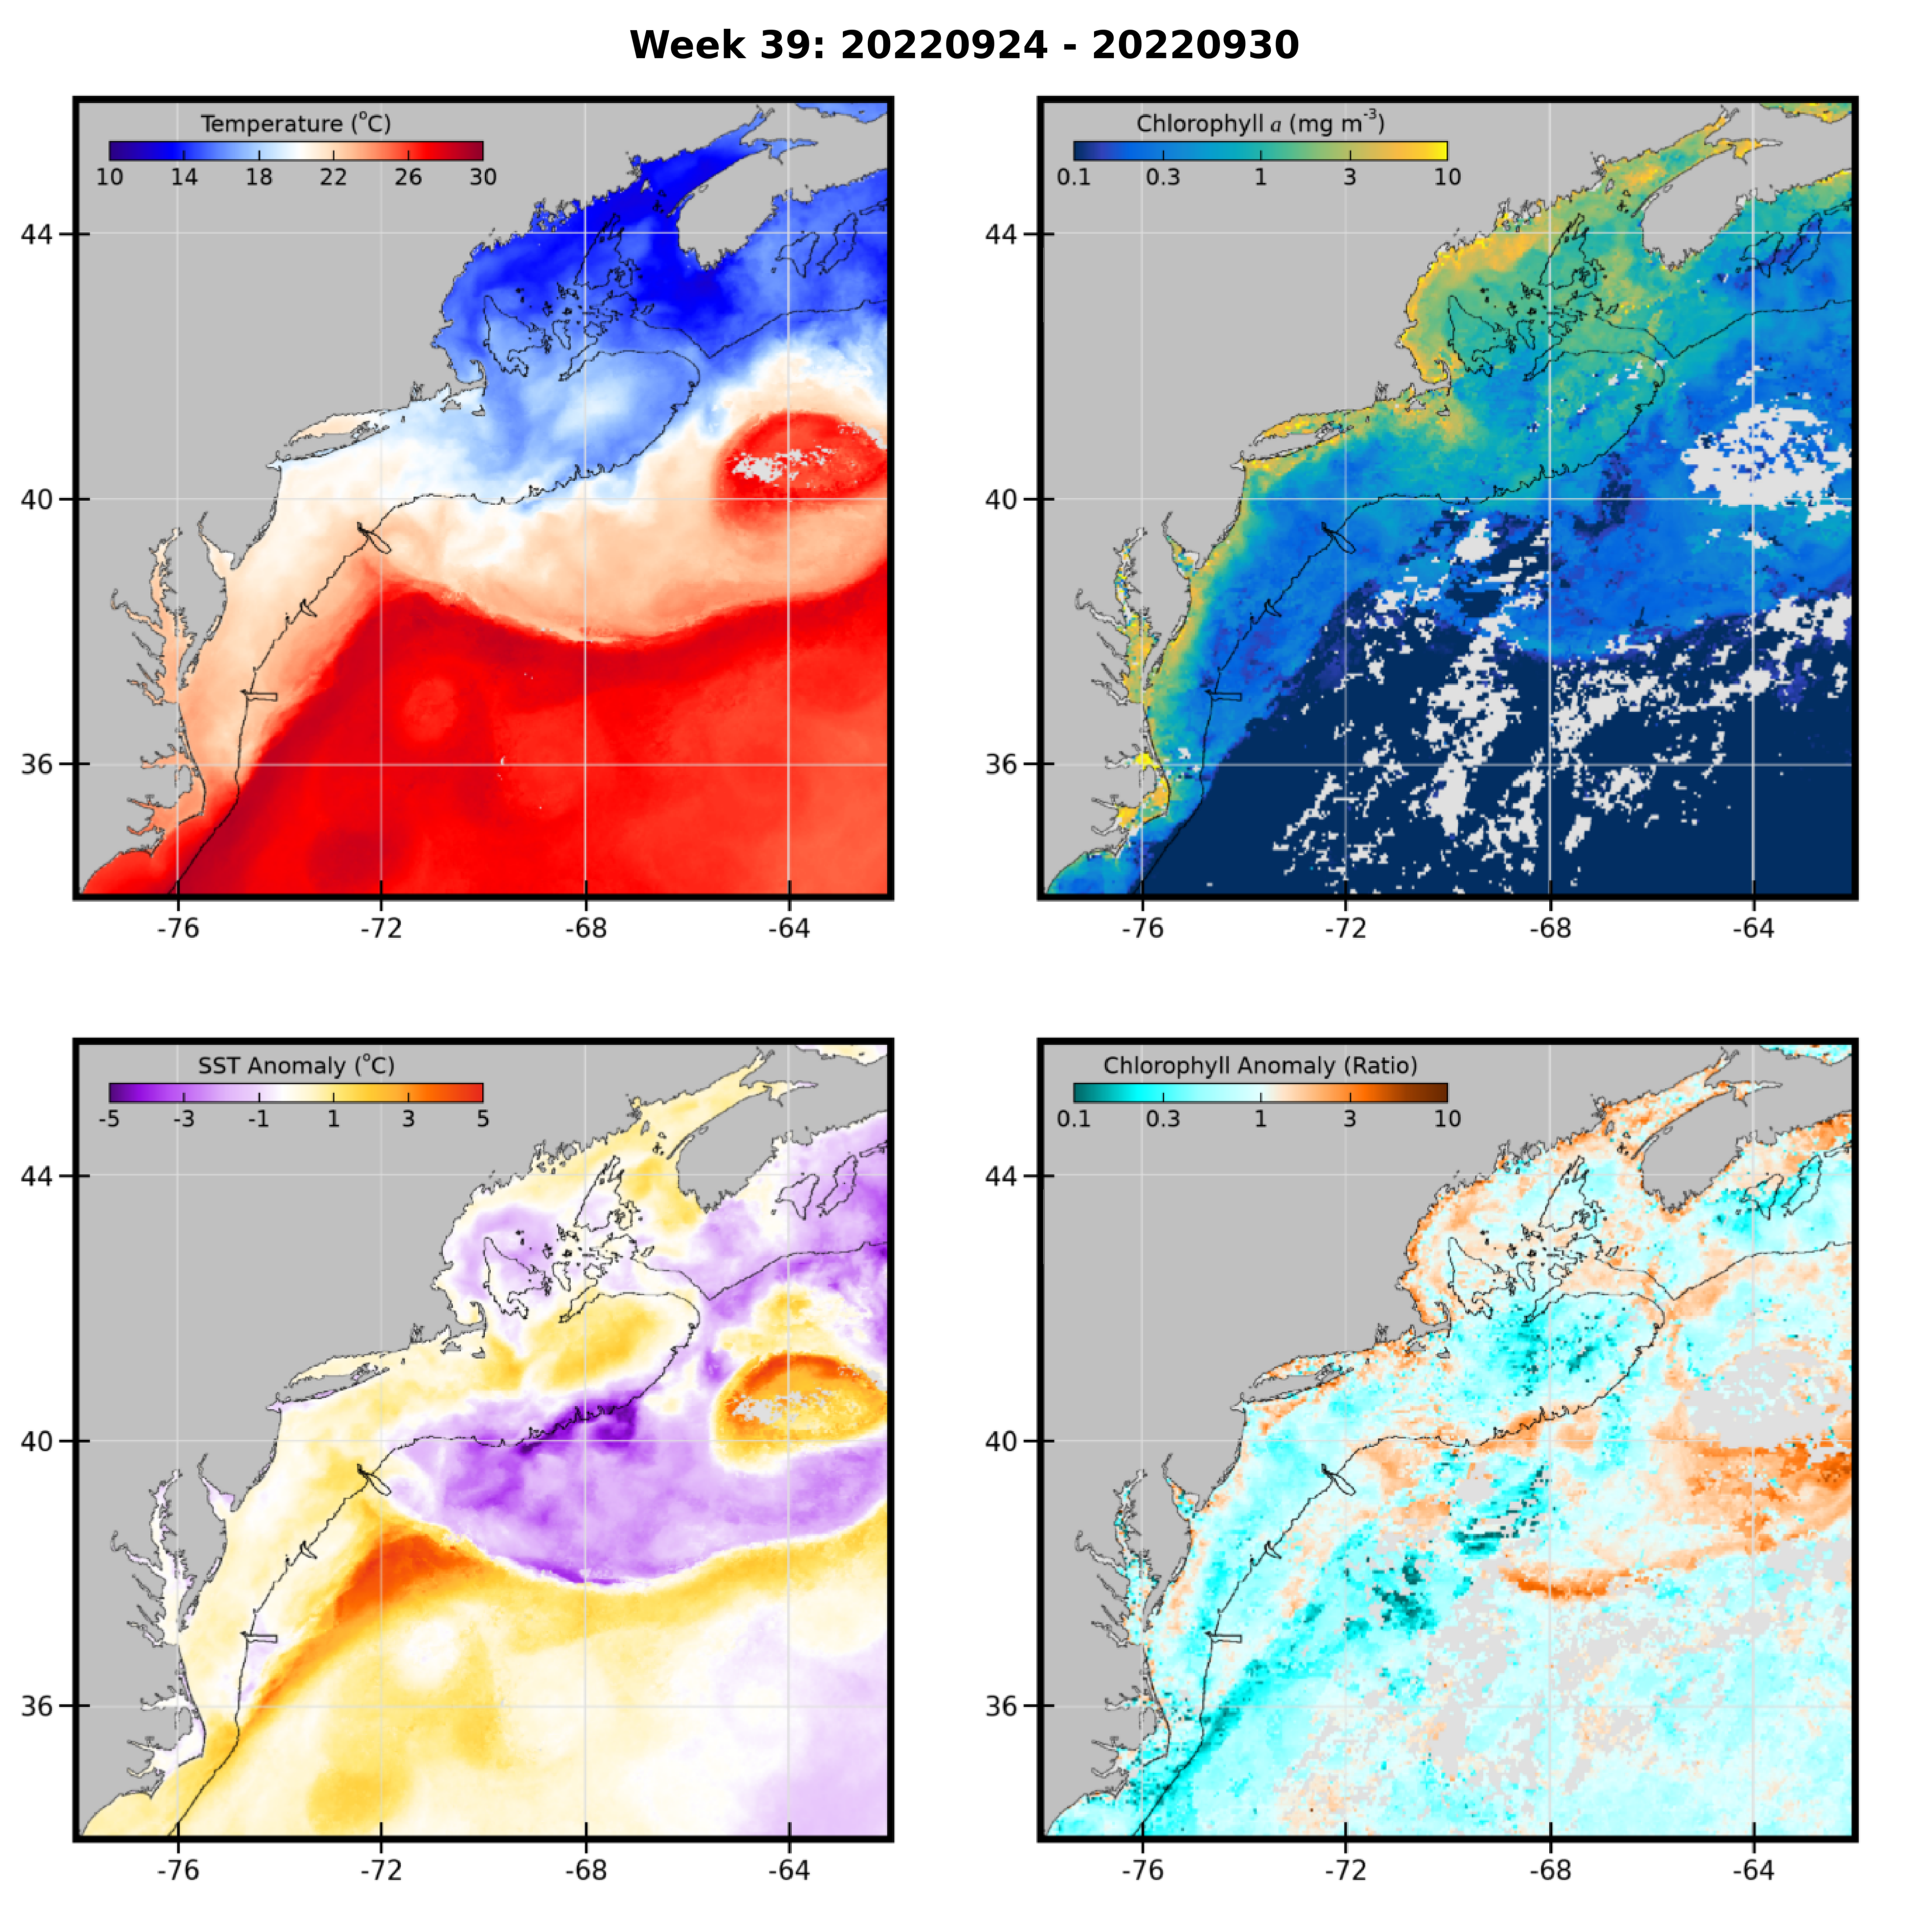 Week 39: 20220924 - 20220930
Temperature (°C)
10 14 18 22 26 30
44
40
36
-76 -72 -68 -64
Chlorophyll a (mg m⁻³)
0.1 0.3 1 3 10
44
40
36
-76 -72 -68 -64
SST Anomaly (°C)
-5 -3 -1 1 3 5
44
40
36
-76 -72 -68 -64
Chlorophyll Anomaly (Ratio)
0.1 0.3 1 3 10
44
40
36
-76 -72 -68 -64